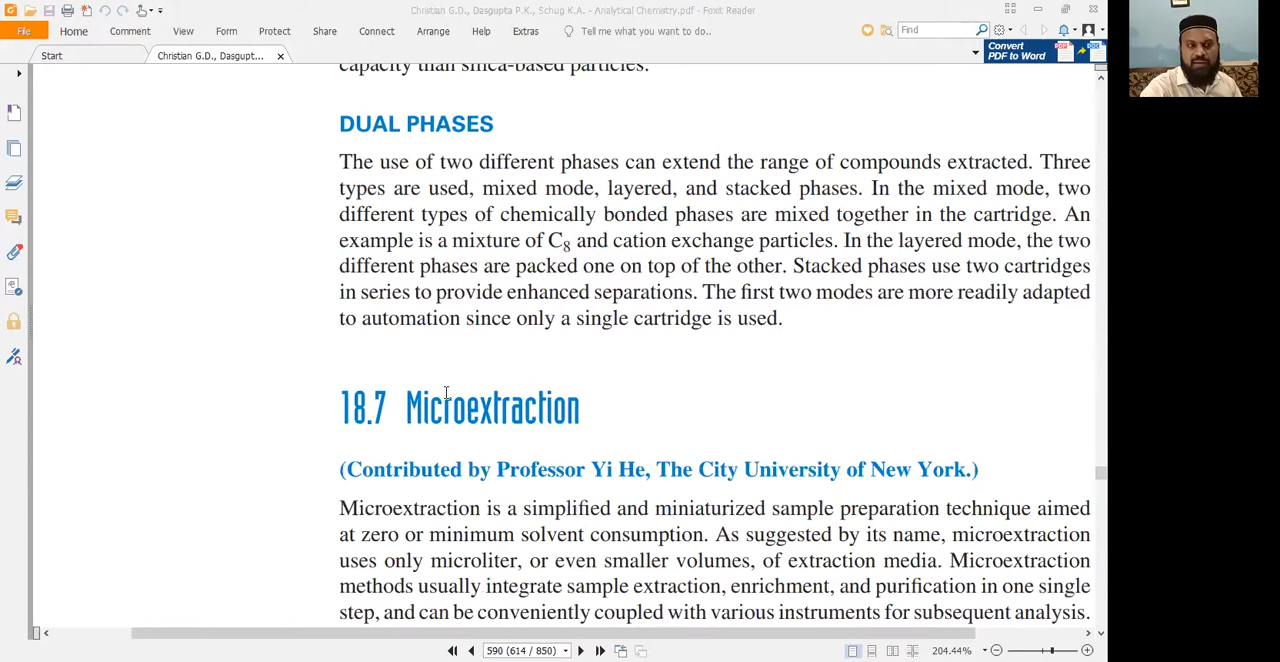 Christian G.D., Dasgupta P.K., Schug K.A. - Analytical Chemistry.pdf - Foxit Reader
File Home Comment View Form Protect Share Connect Arrange Help Extras Tell me what you want to do.. Find
Start Christian G.D., Dasgupt...
Convert
PDF to Word
capacity than silica-based particles.
DUAL PHASES
The use of two different phases can extend the range of compounds extracted. Three
types are used, mixed mode, layered, and stacked phases. In the mixed mode, two
different types of chemically bonded phases are mixed together in the cartridge. An
example is a mixture of C8 and cation exchange particles. In the layered mode, the two
different phases are packed one on top of the other. Stacked phases use two cartridges
in series to provide enhanced separations. The first two modes are more readily adapted
to automation since only a single cartridge is used.
18.7 Microextraction
(Contributed by Professor Yi He, The City University of New York.)
Microextraction is a simplified and miniaturized sample preparation technique aimed
at zero or minimum solvent consumption. As suggested by its name, microextraction
uses only microliter, or even smaller volumes, of extraction media. Microextraction
methods usually integrate sample extraction, enrichment, and purification in one single
step, and can be conveniently coupled with various instruments for subsequent analysis.
590 (614 / 850) 204.44%